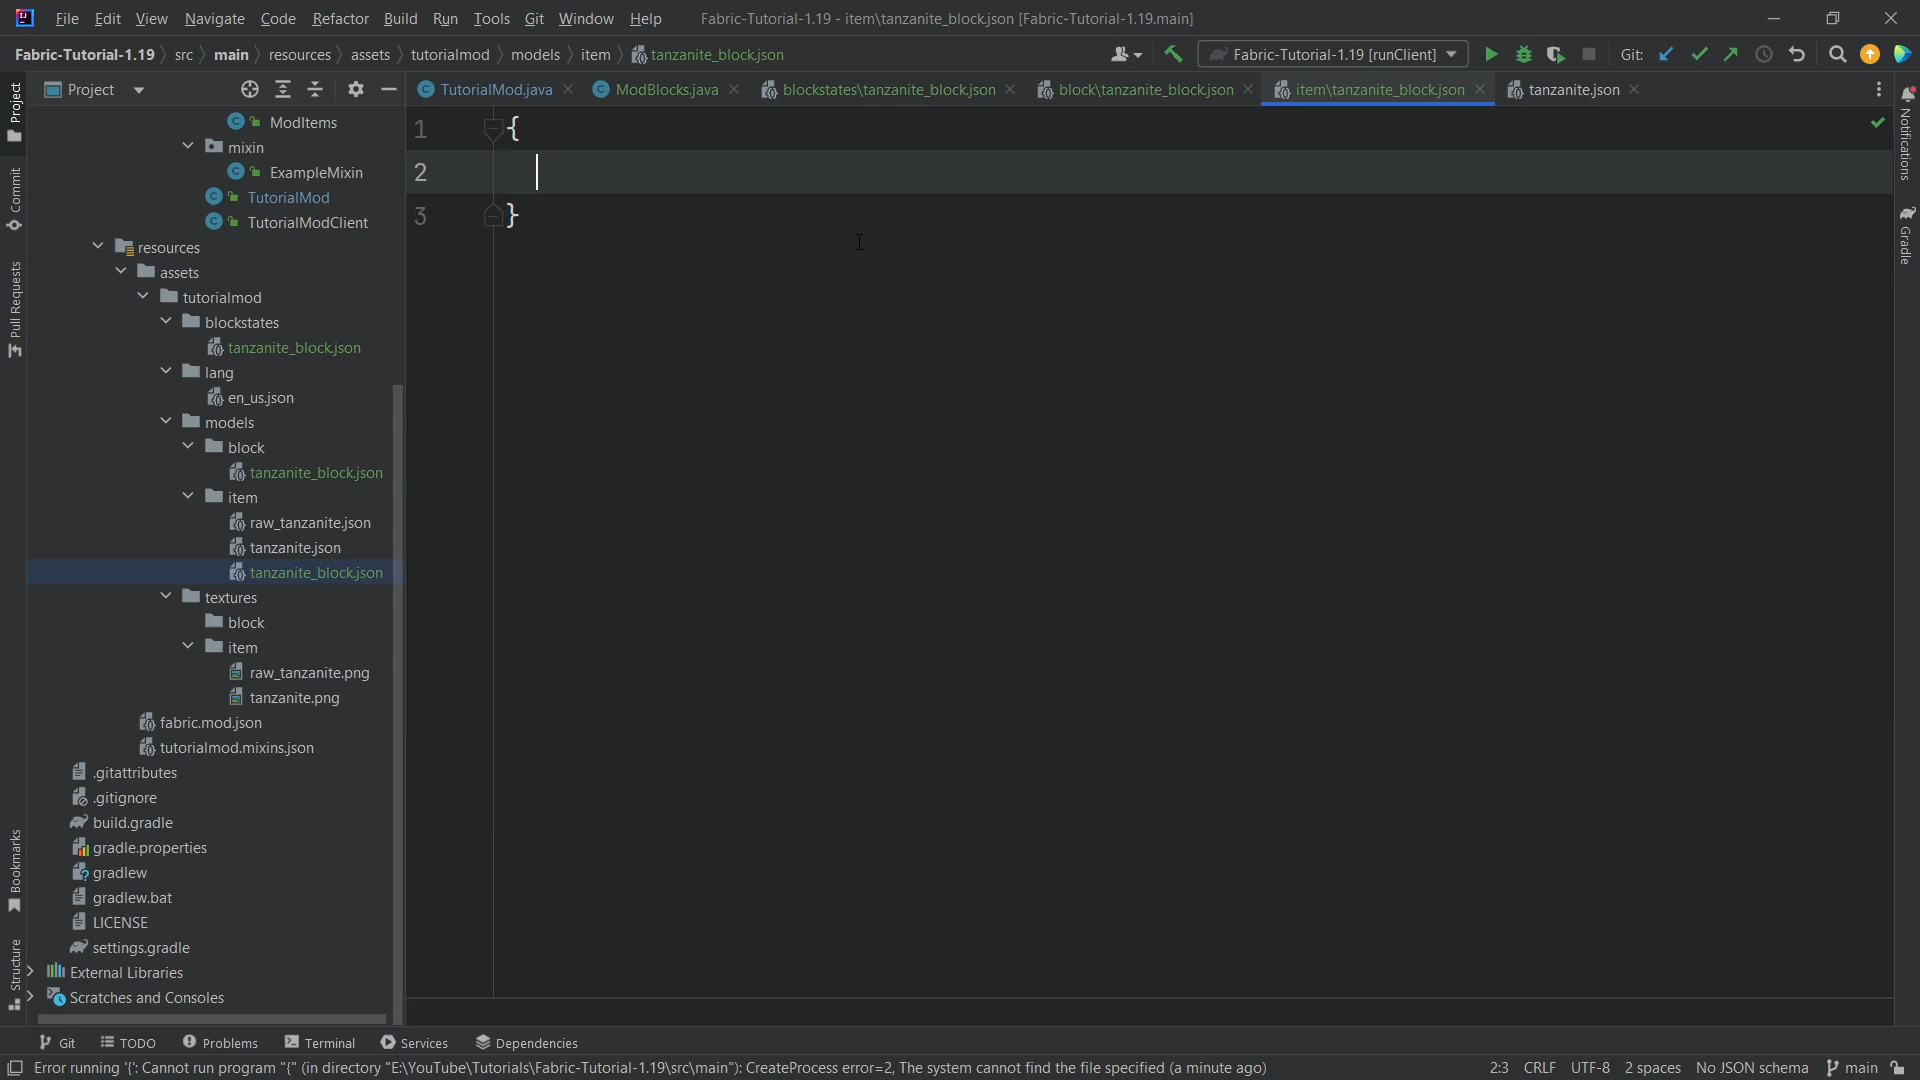 File Edit View Navigate Code Refactor Build Run Tools Git Window Help Fabric-Tutorial-1.19 - item\tanzanite_block.json [Fabric-Tutorial-1.19.main]
Fabric-Tutorial-1.19 src main resources assets tutorialmod models item tanzanite_block.json Fabric-Tutorial-1.19 [runClient] Git:
Project TutorialMod.java ModBlocks.java blockstates\tanzanite_block.json block\tanzanite_block.json item\tanzanite_block.json tanzanite.json
Project
Commit
Pull Requests
Bookmarks
Structure
ModItems
mixin
ExampleMixin
TutorialMod
TutorialModClient
resources
assets
tutorialmod
blockstates
tanzanite_block.json
lang
en_us.json
models
block
tanzanite_block.json
item
raw_tanzanite.json
tanzanite.json
tanzanite_block.json
textures
block
item
raw_tanzanite.png
tanzanite.png
fabric.mod.json
tutorialmod.mixins.json
.gitattributes
.gitignore
build.gradle
gradle.properties
gradlew
gradlew.bat
LICENSE
settings.gradle
External Libraries
Scratches and Consoles
1 {
2
3 }
Notifications
Gradle
Git TODO Problems Terminal Services Dependencies
Error running '{': Cannot run program "{" (in directory "E:\YouTube\Tutorials\Fabric-Tutorial-1.19\src\main"): CreateProcess error=2, The system cannot find the file specified (a minute ago) 2:3 CRLF UTF-8 2 spaces No JSON schema main